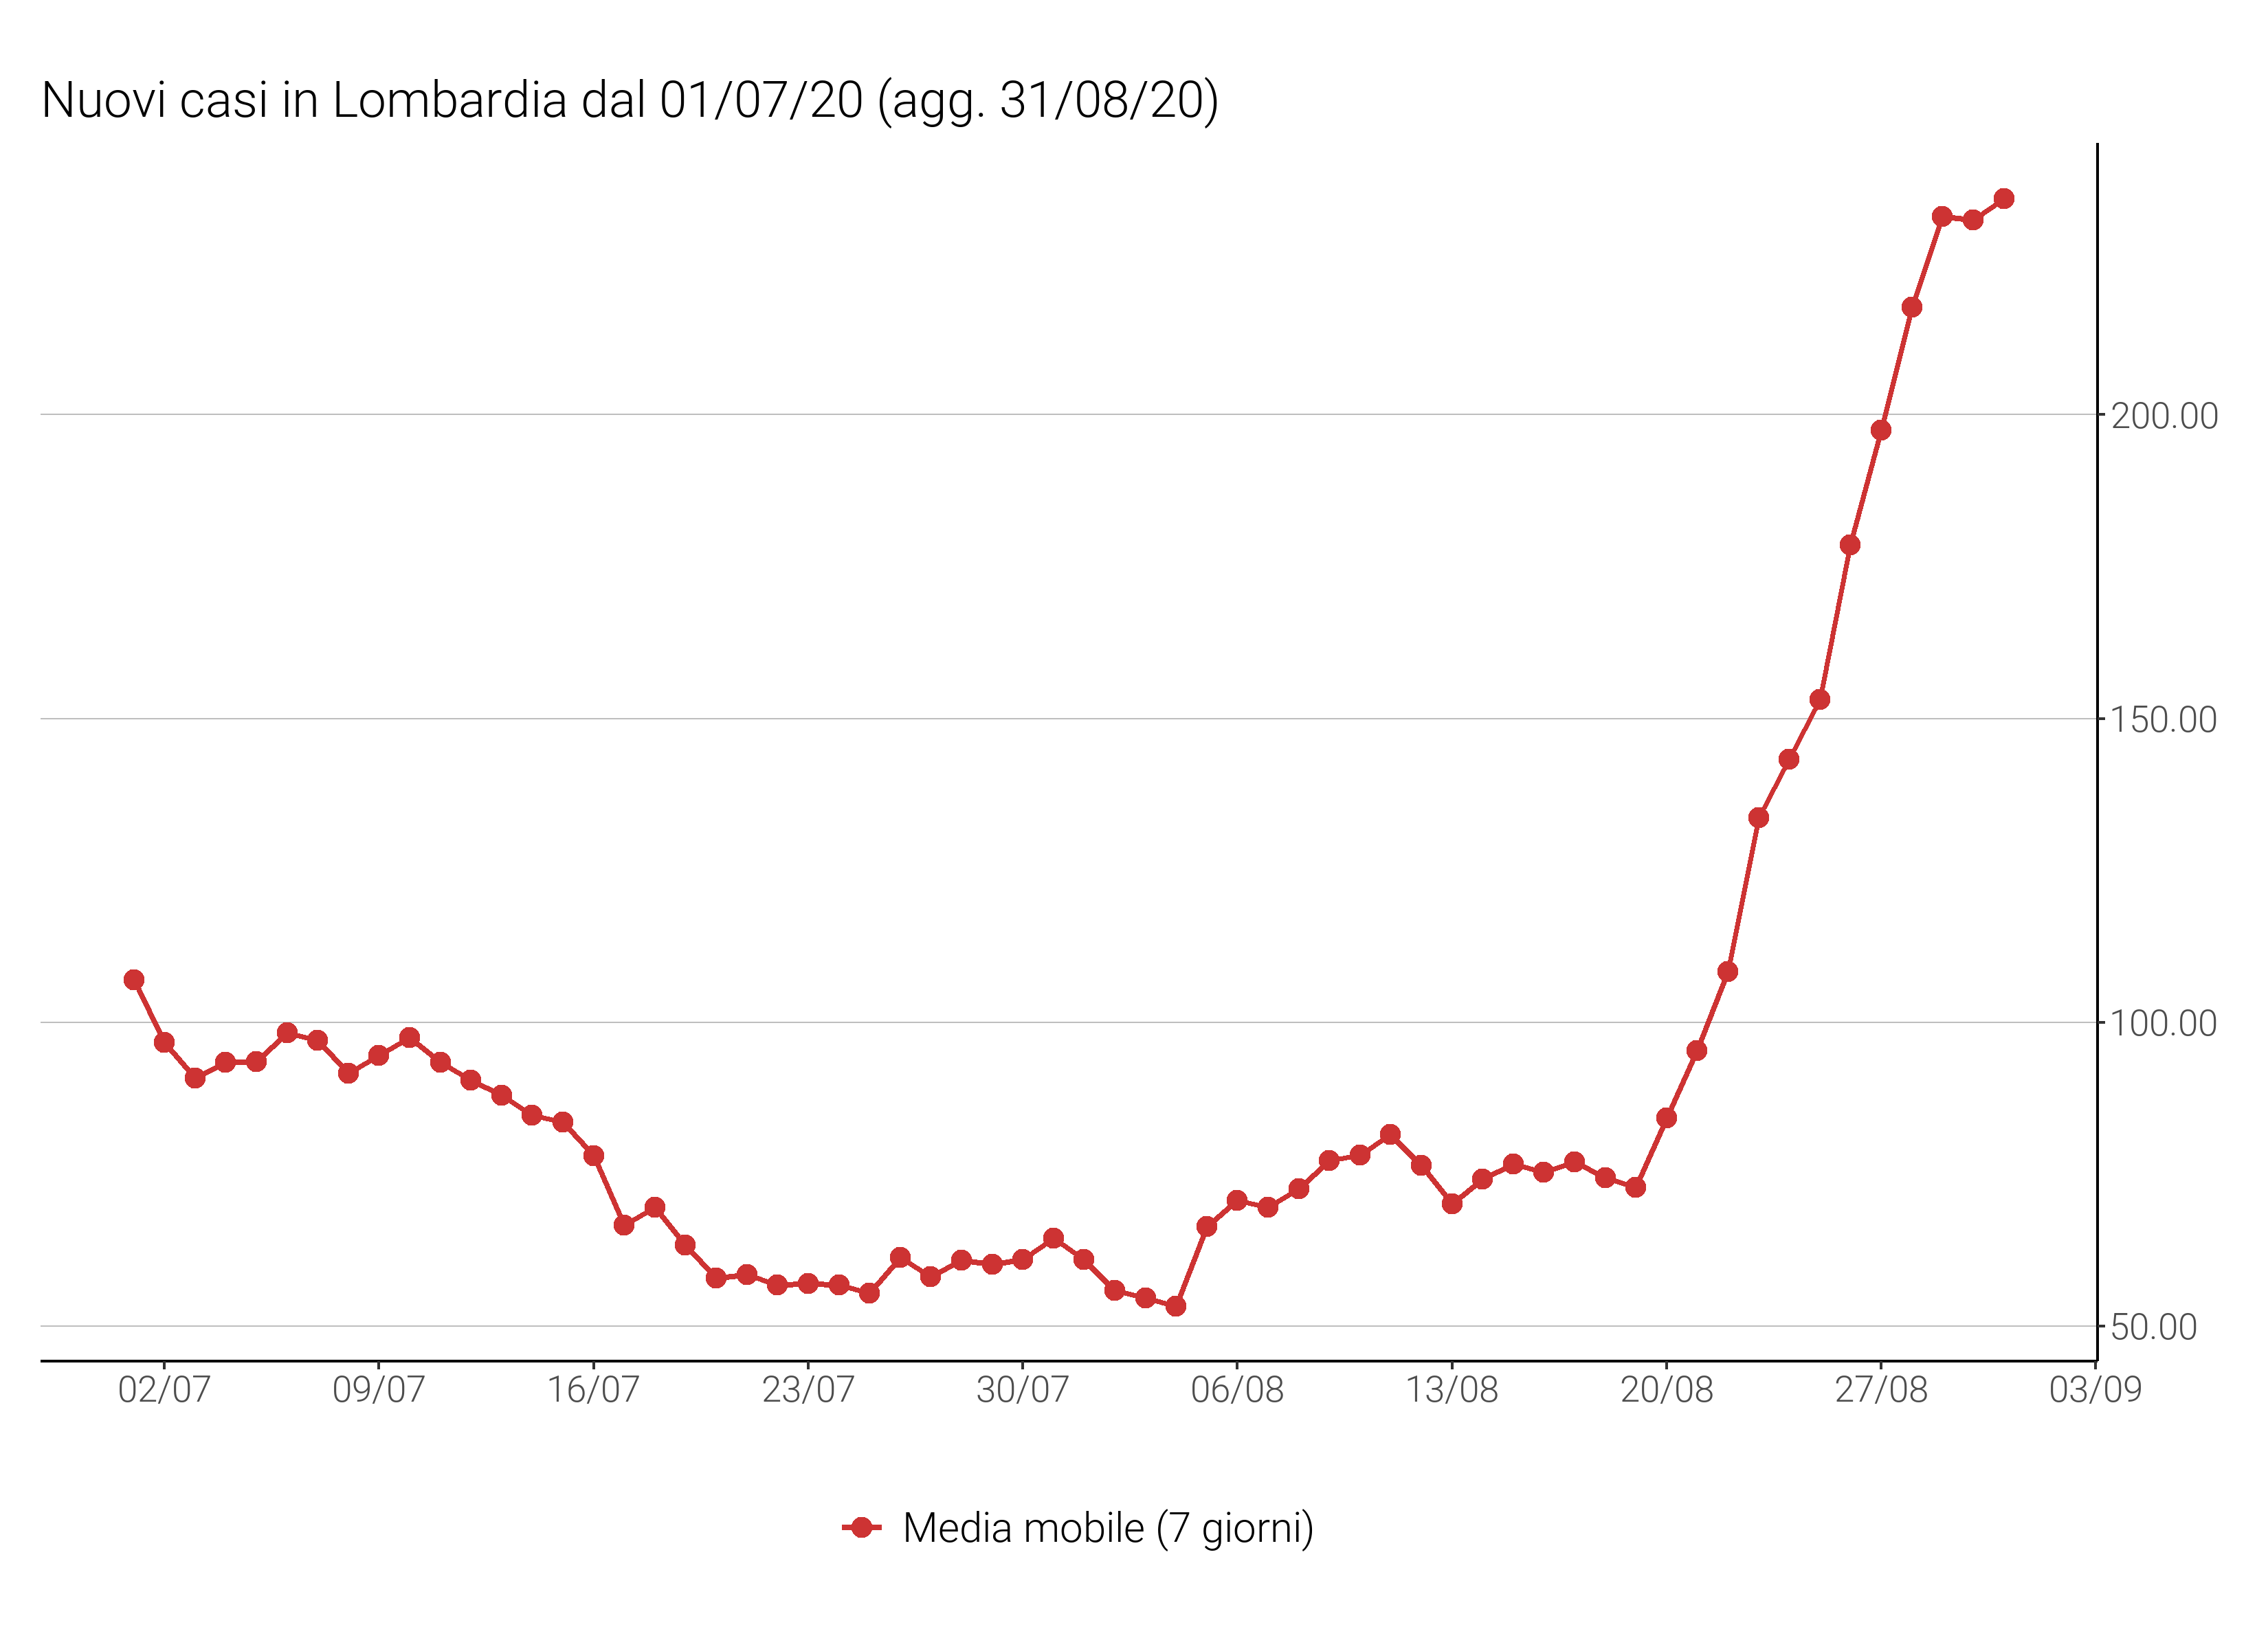 Nuovi casi in Lombardia dal 01/07/20 (agg. 31/08/20)
200.00
150.00
100.00
50.00
02/07 09/07 16/07 23/07 30/07 06/08 13/08 20/08 27/08 03/09
Media mobile (7 giorni)